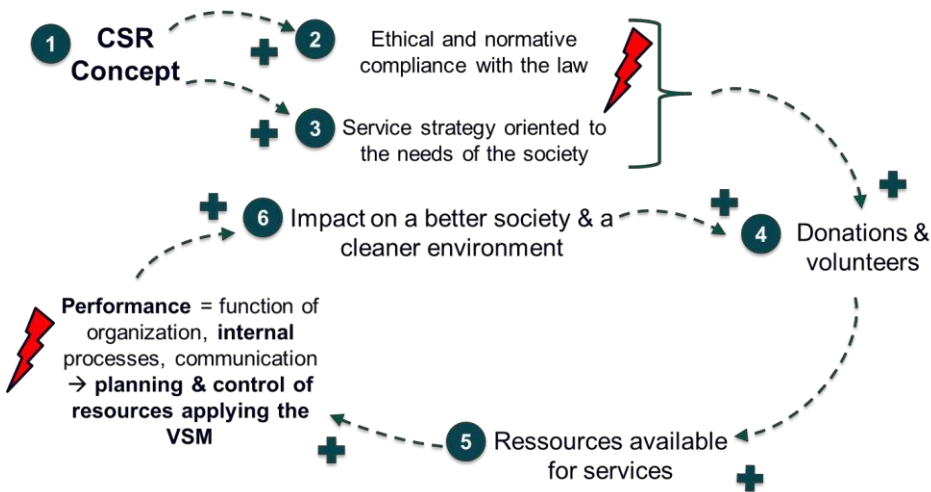 1 CSR
Concept
2 Ethical and normative
compliance with the law
3 Service strategy oriented to
the needs of the society
6 Impact on a better society & a
cleaner environment
4 Donations &
volunteers
Performance = function of
organization, internal
processes, communication
→ planning & control of
resources applying the
VSM
5 Ressources available
for services